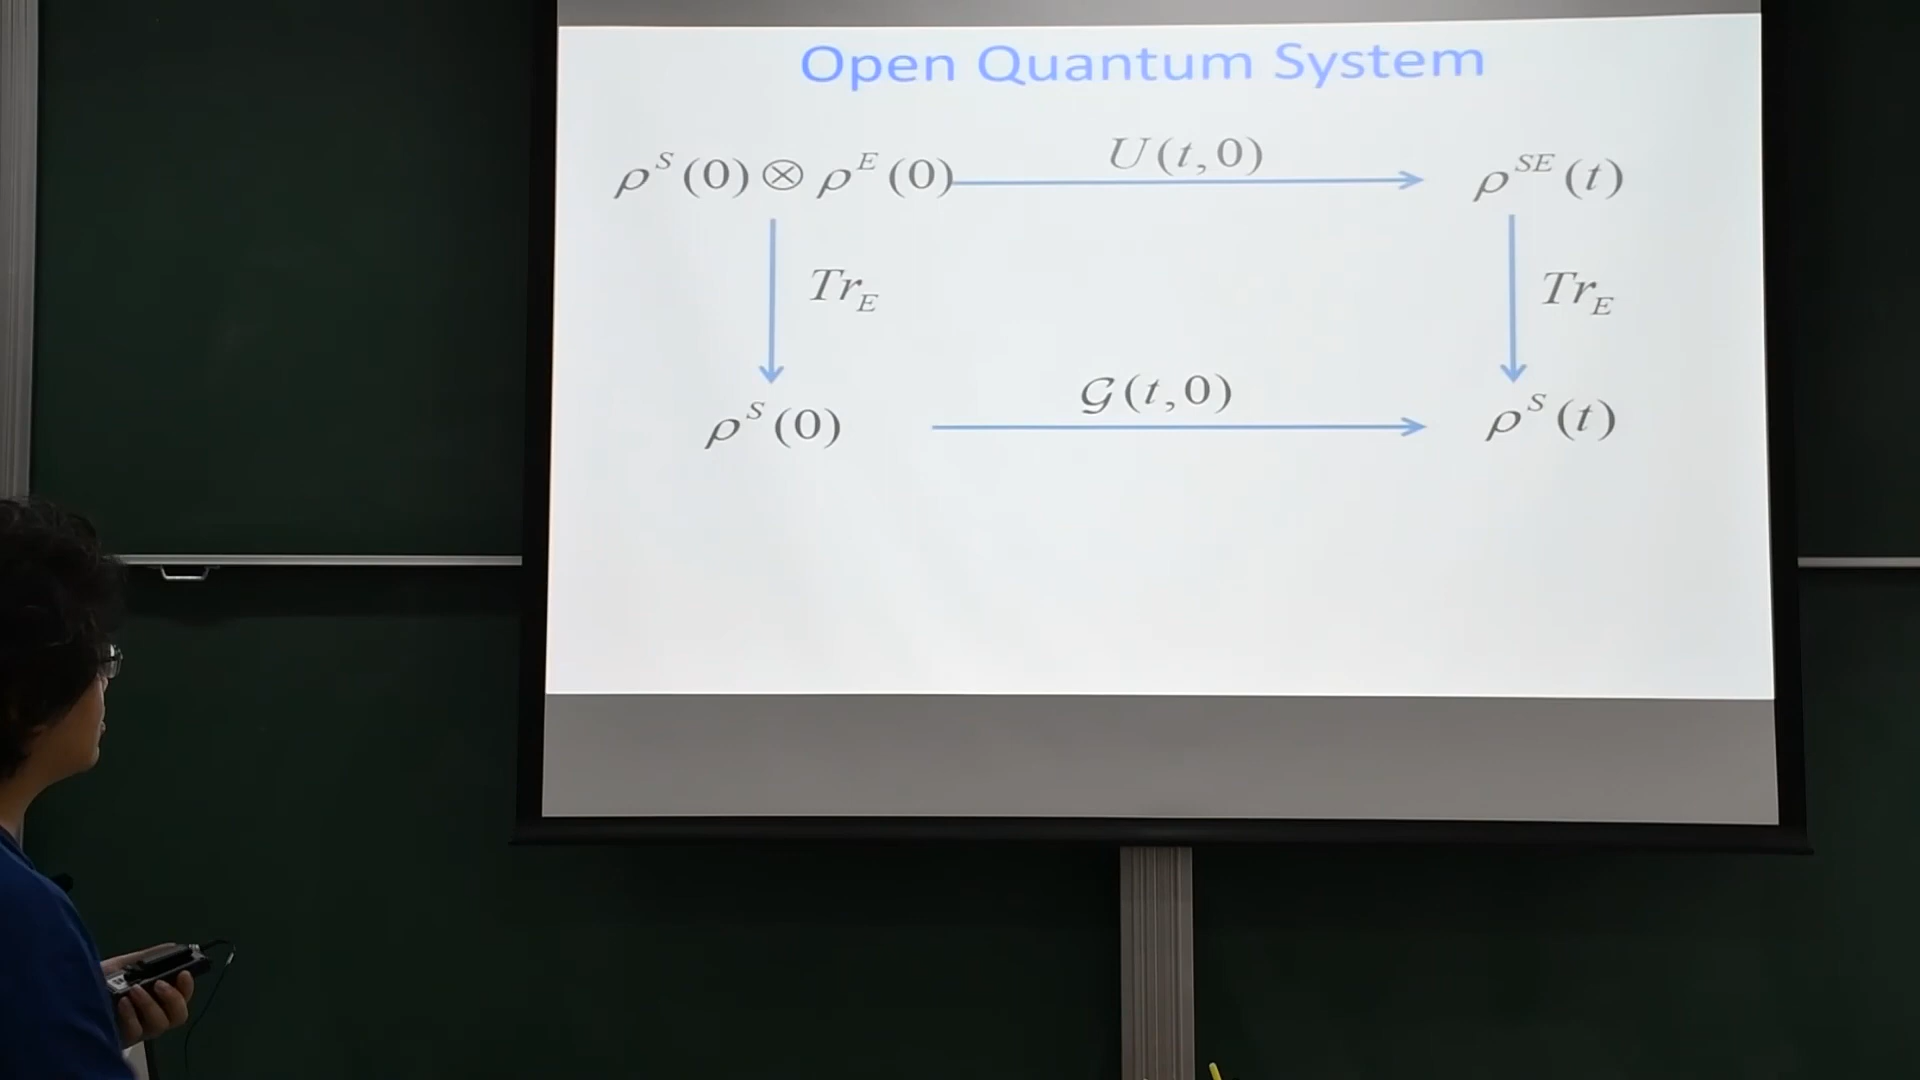 Open Quantum System
ρ^S(0) ⊗ ρ^E(0)
U(t,0)
ρ^{SE}(t)
Tr_E
Tr_E
ρ^S(0)
𝒢(t,0)
ρ^S(t)